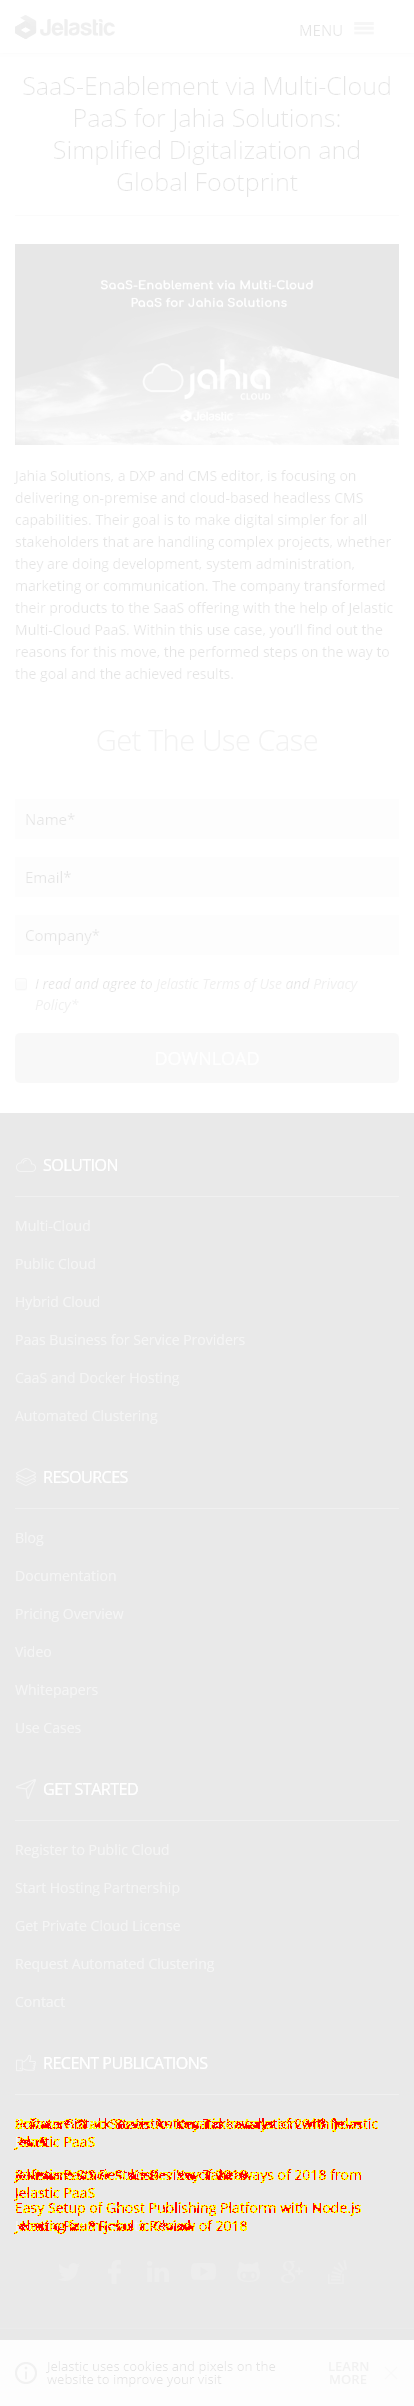 Jelastic
MENU
SaaS-Enablement via Multi-Cloud
PaaS for Jahia Solutions:
Simplified Digitalization and
Global Footprint
SaaS-Enablement via Multi-Cloud
PaaS for Jahia Solutions
jahia
CLOUD
Jelastic
Jahia Solutions, a DXP and CMS editor, is focusing on
delivering on-premise and cloud-based headless CMS
capabilities. Their goal is to make digital simpler for all
stakeholders that are handling complex projects, whether
they are doing development, system administration,
marketing or communication. The company transformed
their products to the SaaS offering with the help of Jelastic
Multi-Cloud PaaS. Within this use case, you'll find out the
reasons for this move, the performed steps on the way to
the goal and the achieved results.
Get The Use Case
Name*
Email*
Company*
I read and agree to Jelastic Terms of Use and Privacy
Policy*
DOWNLOAD
SOLUTION
Multi-Cloud
Public Cloud
Hybrid Cloud
Paas Business for Service Providers
CaaS and Docker Hosting
Automated Clustering
RESOURCES
Blog
Documentation
Pricing Overview
Video
Whitepapers
Use Cases
GET STARTED
Register to Public Cloud
Start Hosting Partnership
Get Private Cloud License
Request Automated Clustering
Contact
RECENT PUBLICATIONS
Jelastic
PaaS
of 2018 from
Jelastic PaaS
Easy Setup of Ghost Publishing Platform with Node.js
of 2018
Jelastic uses cookies and pixels on the
website to improve your visit
LEARN
MORE